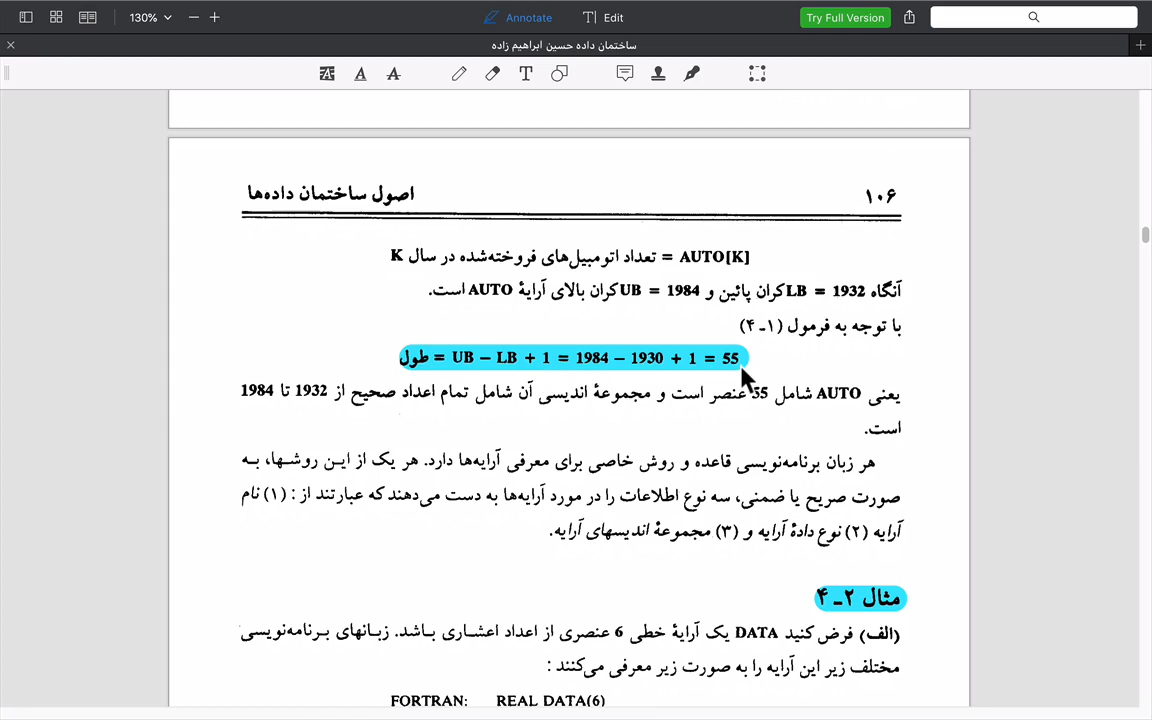 130%
Annotate
Edit
Try Full Version
ساختمان داده حسین ابراهیم زاده
۱۰۶
اصول ساختمان داده‌ها
AUTO[K] = تعداد اتومبیل‌های فروخته‌شده در سال K
آنگاه LB = 1932 کران پائین و UB = 1984 کران بالای آرایهٔ AUTO است.
با توجه به فرمول (۱ـ۴)
طول = UB − LB + 1 = 1984 − 1930 + 1 = 55
یعنی AUTO شامل 55 عنصر است و مجموعهٔ اندیسی آن شامل تمام اعداد صحیح از 1932 تا 1984
است.
هر زبان برنامه‌نویسی قاعده و روش خاصی برای معرفی آرایه‌ها دارد. هر یک از این روشها، به
صورت صریح یا ضمنی، سه نوع اطلاعات را در مورد آرایه‌ها به دست می‌دهند که عبارتند از : (۱) نام
آرایه (۲) نوع دادهٔ آرایه و (۳) مجموعهٔ اندیسهای آرایه.
مثال ۲ـ۴
(الف) فرض کنید DATA یک آرایهٔ خطی 6 عنصری از اعداد اعشاری باشد. زبانهای برنامه‌نویسی
مختلف زیر این آرایه را به صورت زیر معرفی می‌کنند :
FORTRAN: REAL DATA(6)